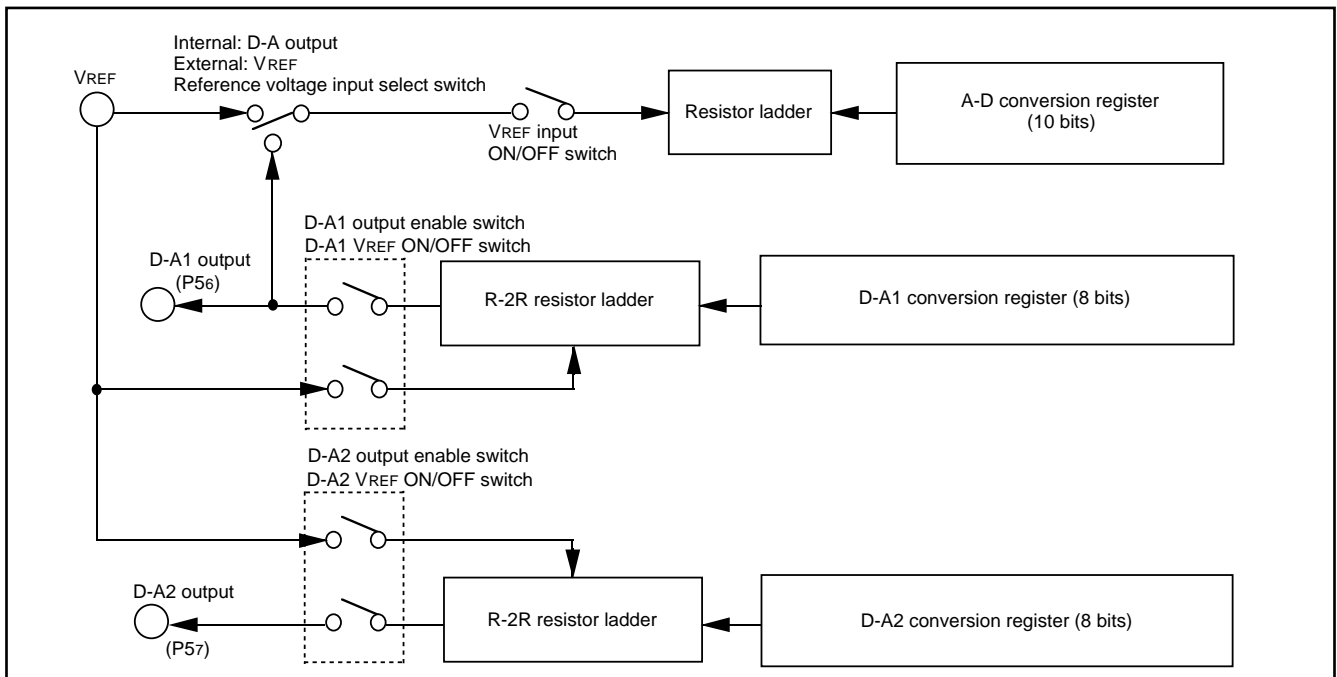 Internal: D-A output
External: VREF
Reference voltage input select switch
VREF
VREF input
ON/OFF switch
Resistor ladder
A-D conversion register
(10 bits)
D-A1 output enable switch
D-A1 VREF ON/OFF switch
D-A1 output
(P56)
R-2R resistor ladder
D-A1 conversion register (8 bits)
D-A2 output enable switch
D-A2 VREF ON/OFF switch
D-A2 output
(P57)
R-2R resistor ladder
D-A2 conversion register (8 bits)